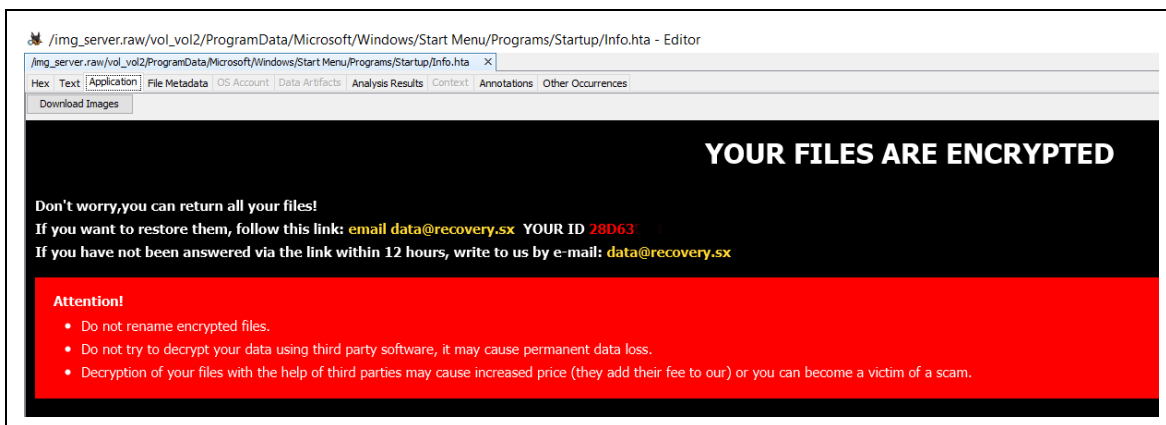 /img_server.raw/vol_vol2/ProgramData/Microsoft/Windows/Start Menu/Programs/Startup/Info.hta - Editor
/img_server.raw/vol_vol2/ProgramData/Microsoft/Windows/Start Menu/Programs/Startup/Info.hta X
Hex Text Application File Metadata OS Account Data Artifacts Analysis Results Context Annotations Other Occurrences
Download Images
YOUR FILES ARE ENCRYPTED
Don't worry,you can return all your files!
If you want to restore them, follow this link: email data@recovery.sx YOUR ID 28D63
If you have not been answered via the link within 12 hours, write to us by e-mail: data@recovery.sx
Attention!
• Do not rename encrypted files.
• Do not try to decrypt your data using third party software, it may cause permanent data loss.
• Decryption of your files with the help of third parties may cause increased price (they add their fee to our) or you can become a victim of a scam.